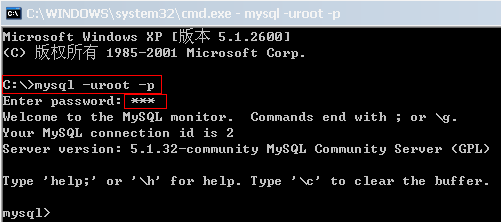 C:\WINDOWS\system32\cmd.exe - mysql -uroot -p
Microsoft Windows XP [版本 5.1.2600]
(C) 版权所有 1985-2001 Microsoft Corp.
C:\>mysql -uroot -p
Enter password: ***
Welcome to the MySQL monitor.  Commands end with ; or \g.
Your MySQL connection id is 2
Server version: 5.1.32-community MySQL Community Server (GPL)
Type 'help;' or '\h' for help. Type '\c' to clear the buffer.
mysql>